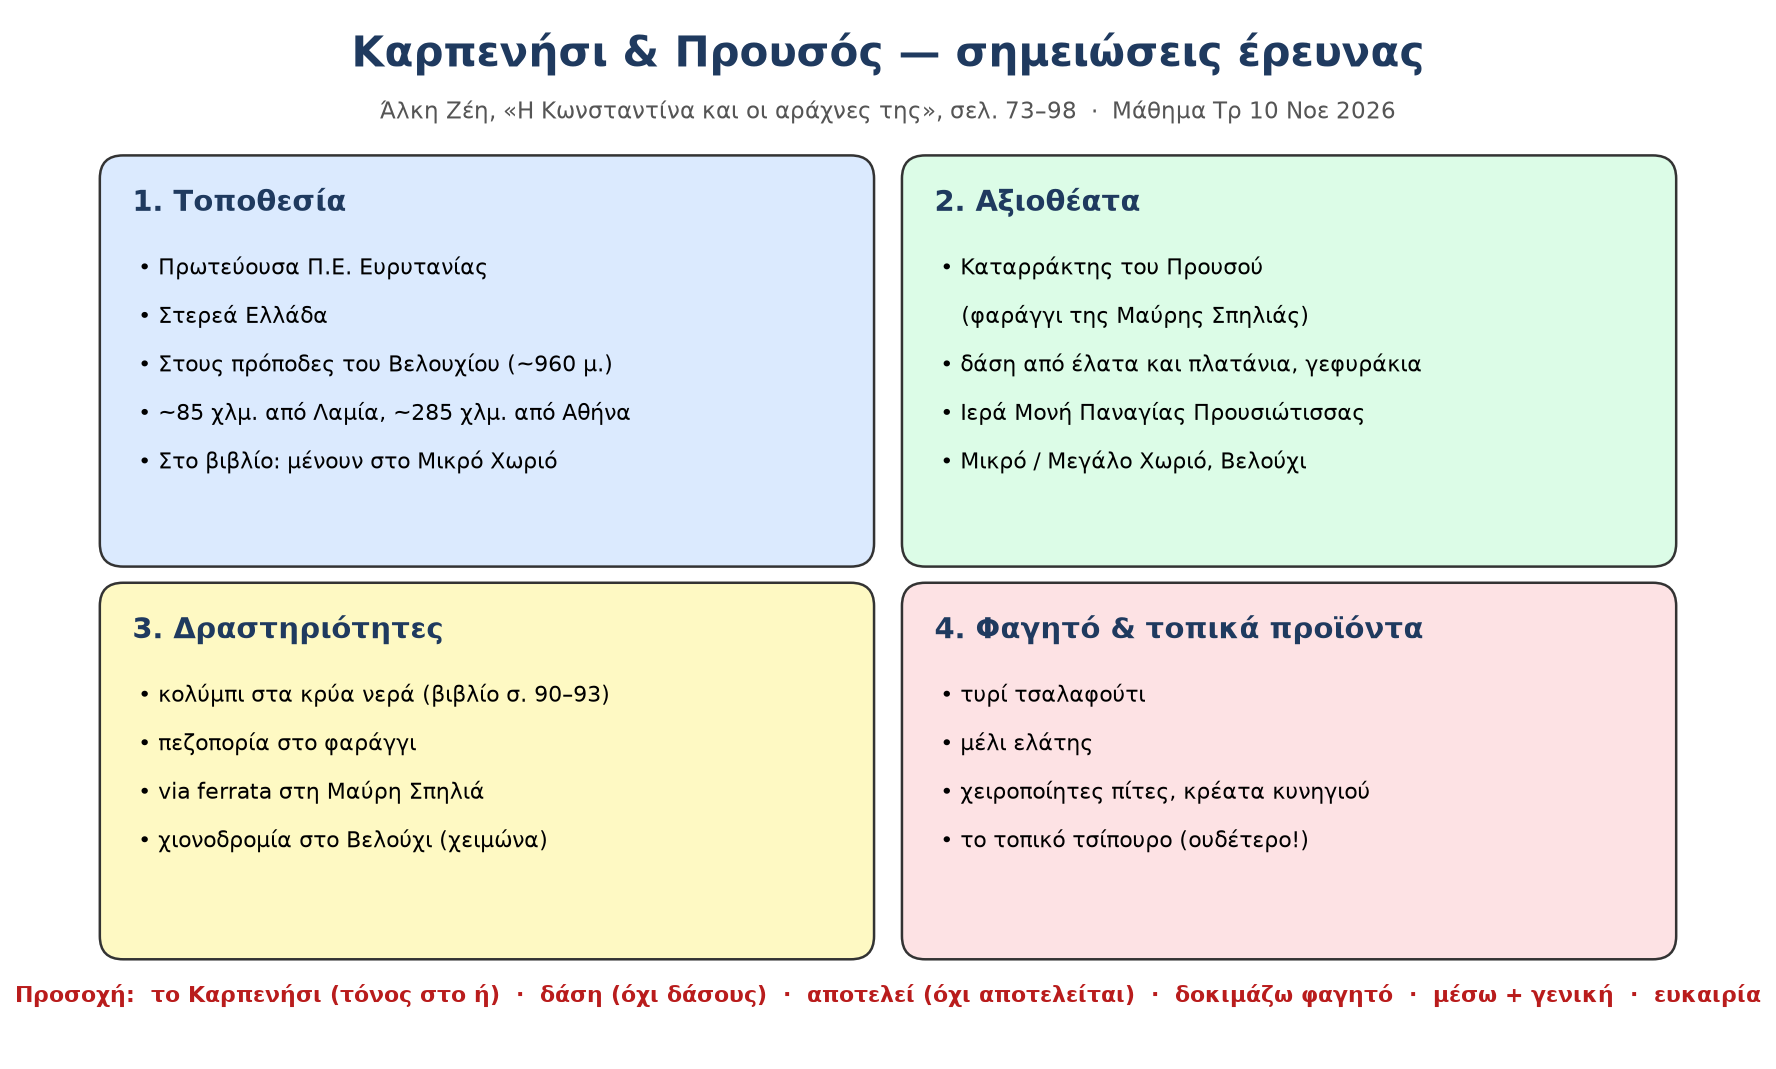 Καρπενήσι & Προυσός — σημειώσεις έρευνας
Άλκη Ζέη, «Η Κωνσταντίνα και οι αράχνες της», σελ. 73–98 · Μάθημα Τρ 10 Νοε 2026
1. Τοποθεσία
• Πρωτεύουσα Π.Ε. Ευρυτανίας
• Στερεά Ελλάδα
• Στους πρόποδες του Βελουχίου (~960 μ.)
• ~85 χλμ. από Λαμία, ~285 χλμ. από Αθήνα
• Στο βιβλίο: μένουν στο Μικρό Χωριό
2. Αξιοθέατα
• Καταρράκτης του Προυσού
(φαράγγι της Μαύρης Σπηλιάς)
• δάση από έλατα και πλατάνια, γεφυράκια
• Ιερά Μονή Παναγίας Προυσιώτισσας
• Μικρό / Μεγάλο Χωριό, Βελούχι
3. Δραστηριότητες
• κολύμπι στα κρύα νερά (βιβλίο σ. 90–93)
• πεζοπορία στο φαράγγι
• via ferrata στη Μαύρη Σπηλιά
• χιονοδρομία στο Βελούχι (χειμώνα)
4. Φαγητό & τοπικά προϊόντα
• τυρί τσαλαφούτι
• μέλι ελάτης
• χειροποίητες πίτες, κρέατα κυνηγιού
• το τοπικό τσίπουρο (ουδέτερο!)
Προσοχή: το Καρπενήσι (τόνος στο ή) · δάση (όχι δάσους) · αποτελεί (όχι αποτελείται) · δοκιμάζω φαγητό · μέσω + γενική · ευκαιρία